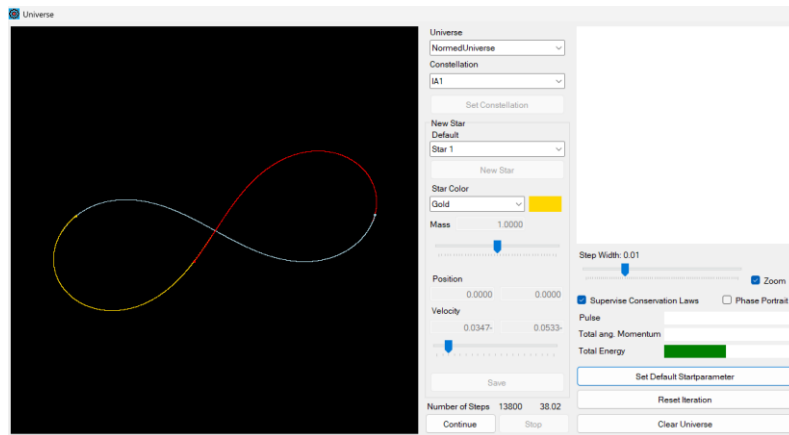 Universe
Universe
NormedUniverse
Constellation
IA1
Set Constellation
New Star
Default
Star 1
New Star
Star Color
Gold
Mass 1.0000
Position
0.0000 0.0000
Velocity
0.0347- 0.0533-
Save
Number of Steps 13800 38.02
Continue Stop
Step Width: 0.01
Zoom
Supervise Conservation Laws Phase Portrait
Pulse
Total ang. Momentum
Total Energy
Set Default Startparameter
Reset Iteration
Clear Universe